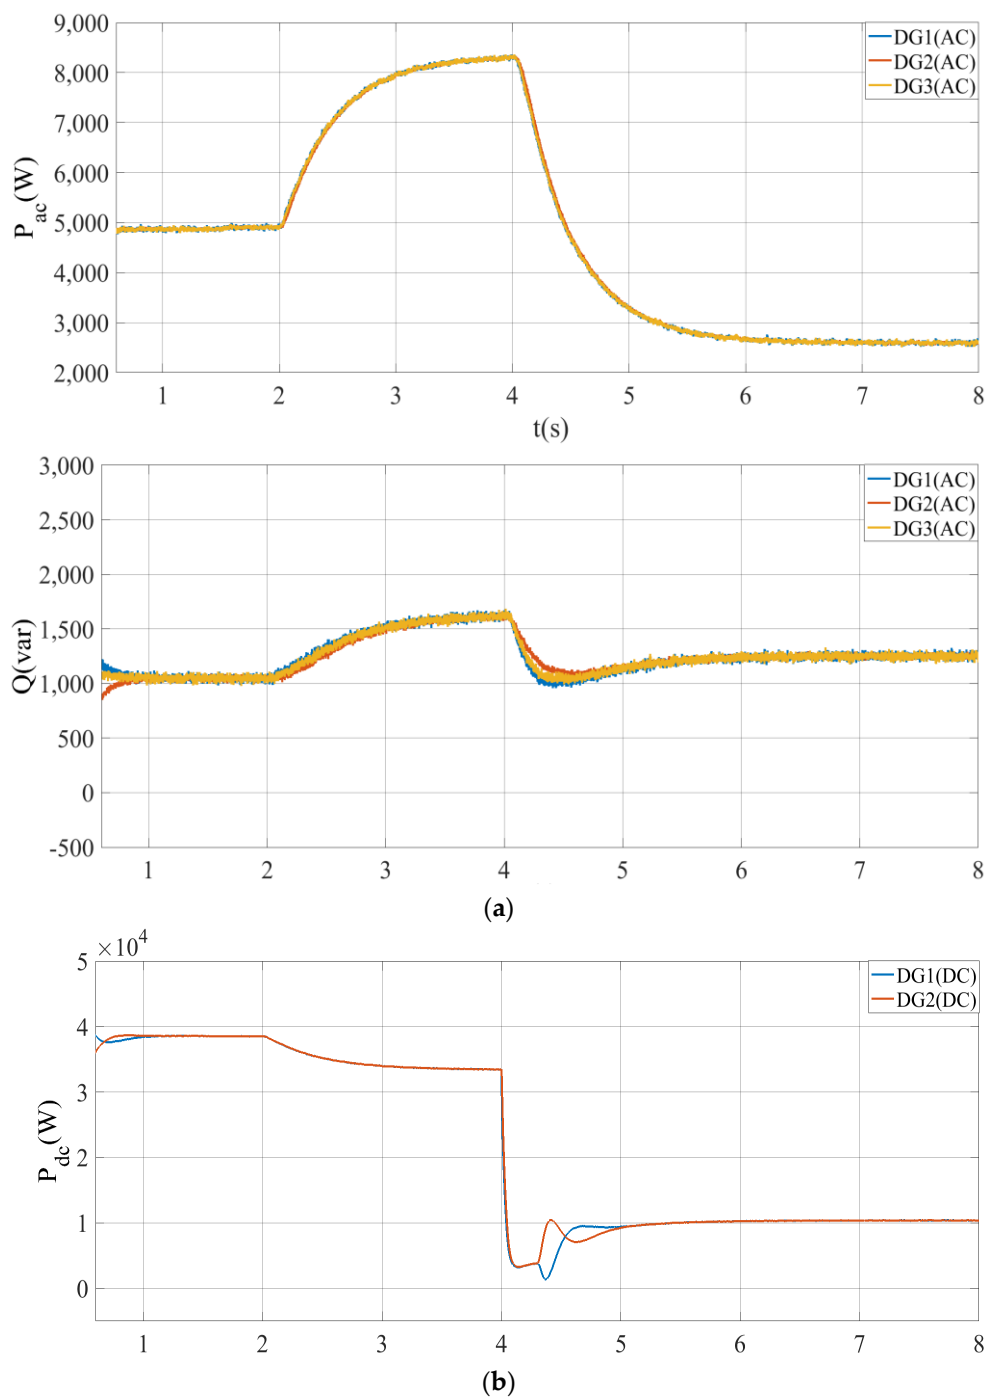 9,000
8,000
7,000
6,000
5,000
4,000
3,000
2,000
P_ac(W)
DG1(AC)
DG2(AC)
DG3(AC)
1 2 3 4 5 6 7 8
t(s)
3,000
2,500
2,000
1,500
1,000
500
0
-500
Q(var)
DG1(AC)
DG2(AC)
DG3(AC)
1 2 3 4 5 6 7 8
(a)
×10⁴
5
4
3
2
1
0
P_dc(W)
DG1(DC)
DG2(DC)
1 2 3 4 5 6 7 8
(b)